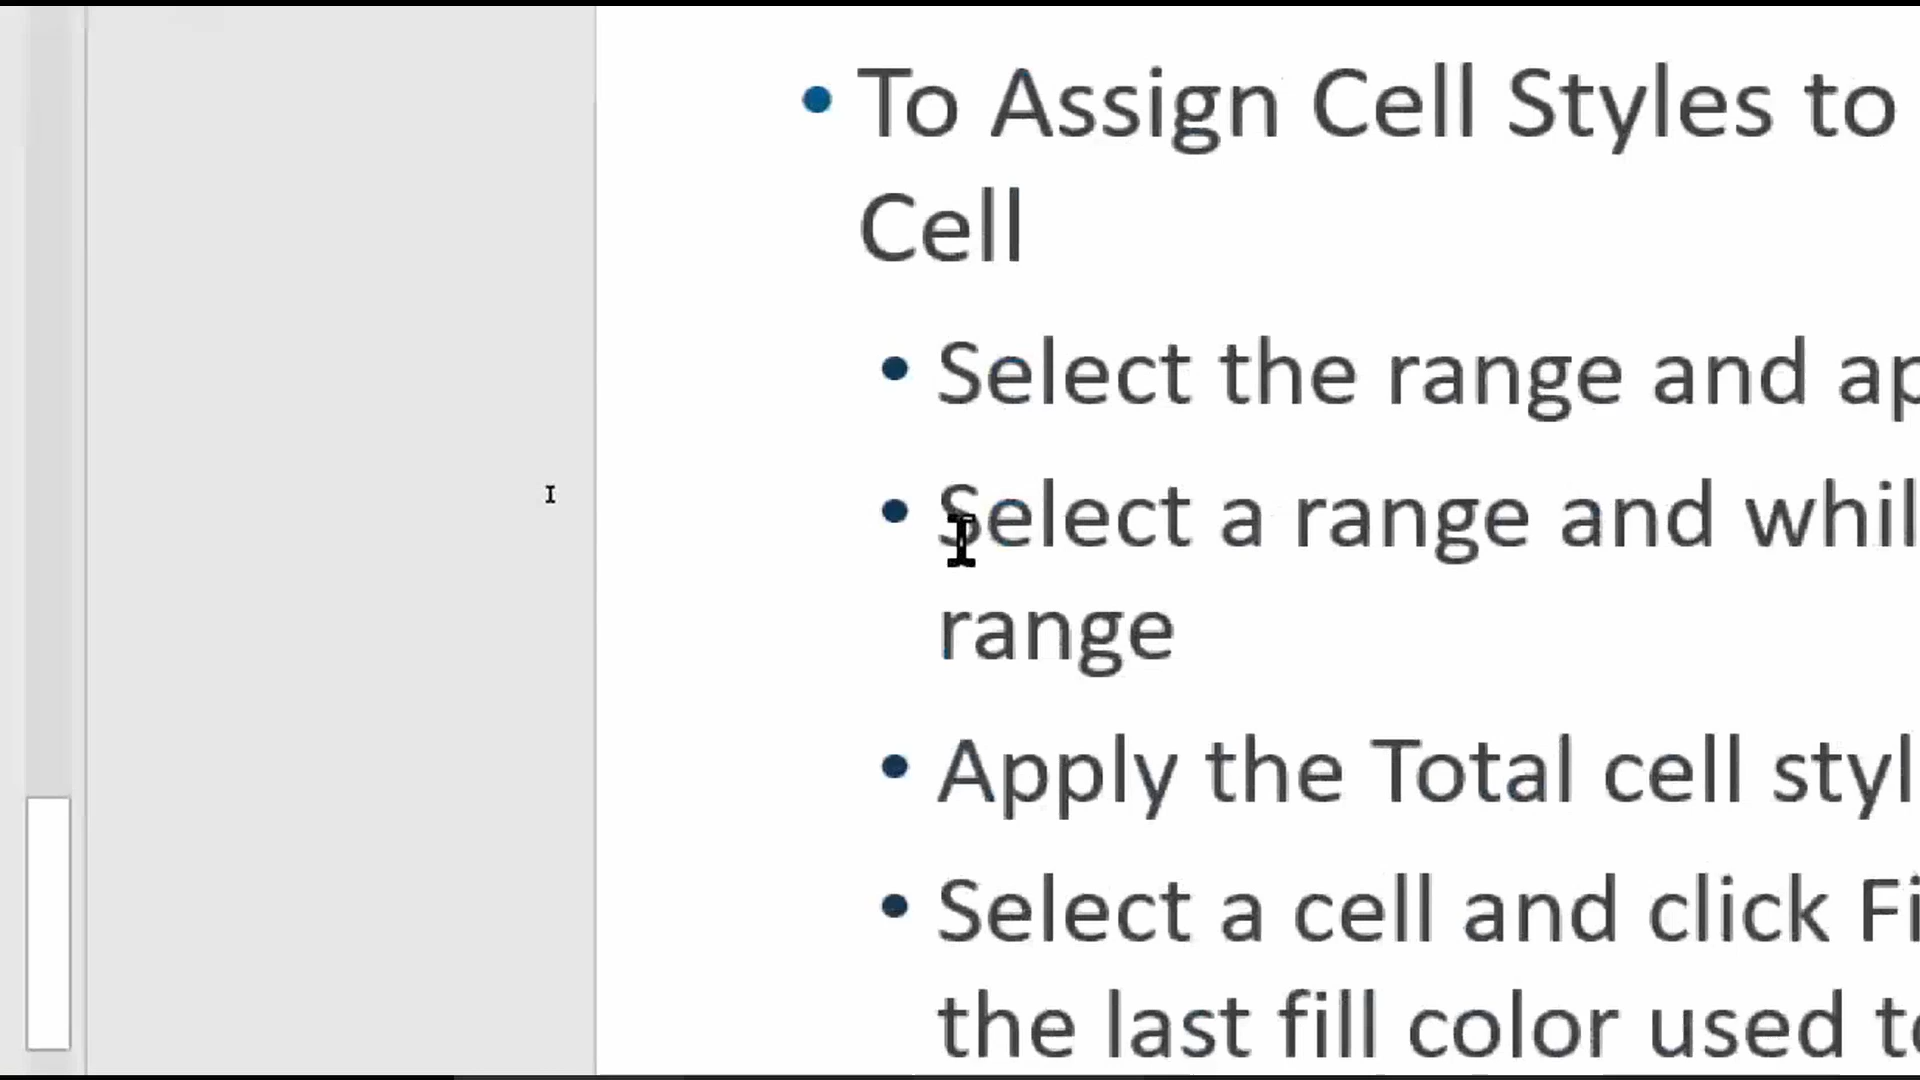 • To Assign Cell Styles to
Cell
• Select the range and ap
• Select a range and whil
range
• Apply the Total cell styl
• Select a cell and click Fi
the last fill color used to